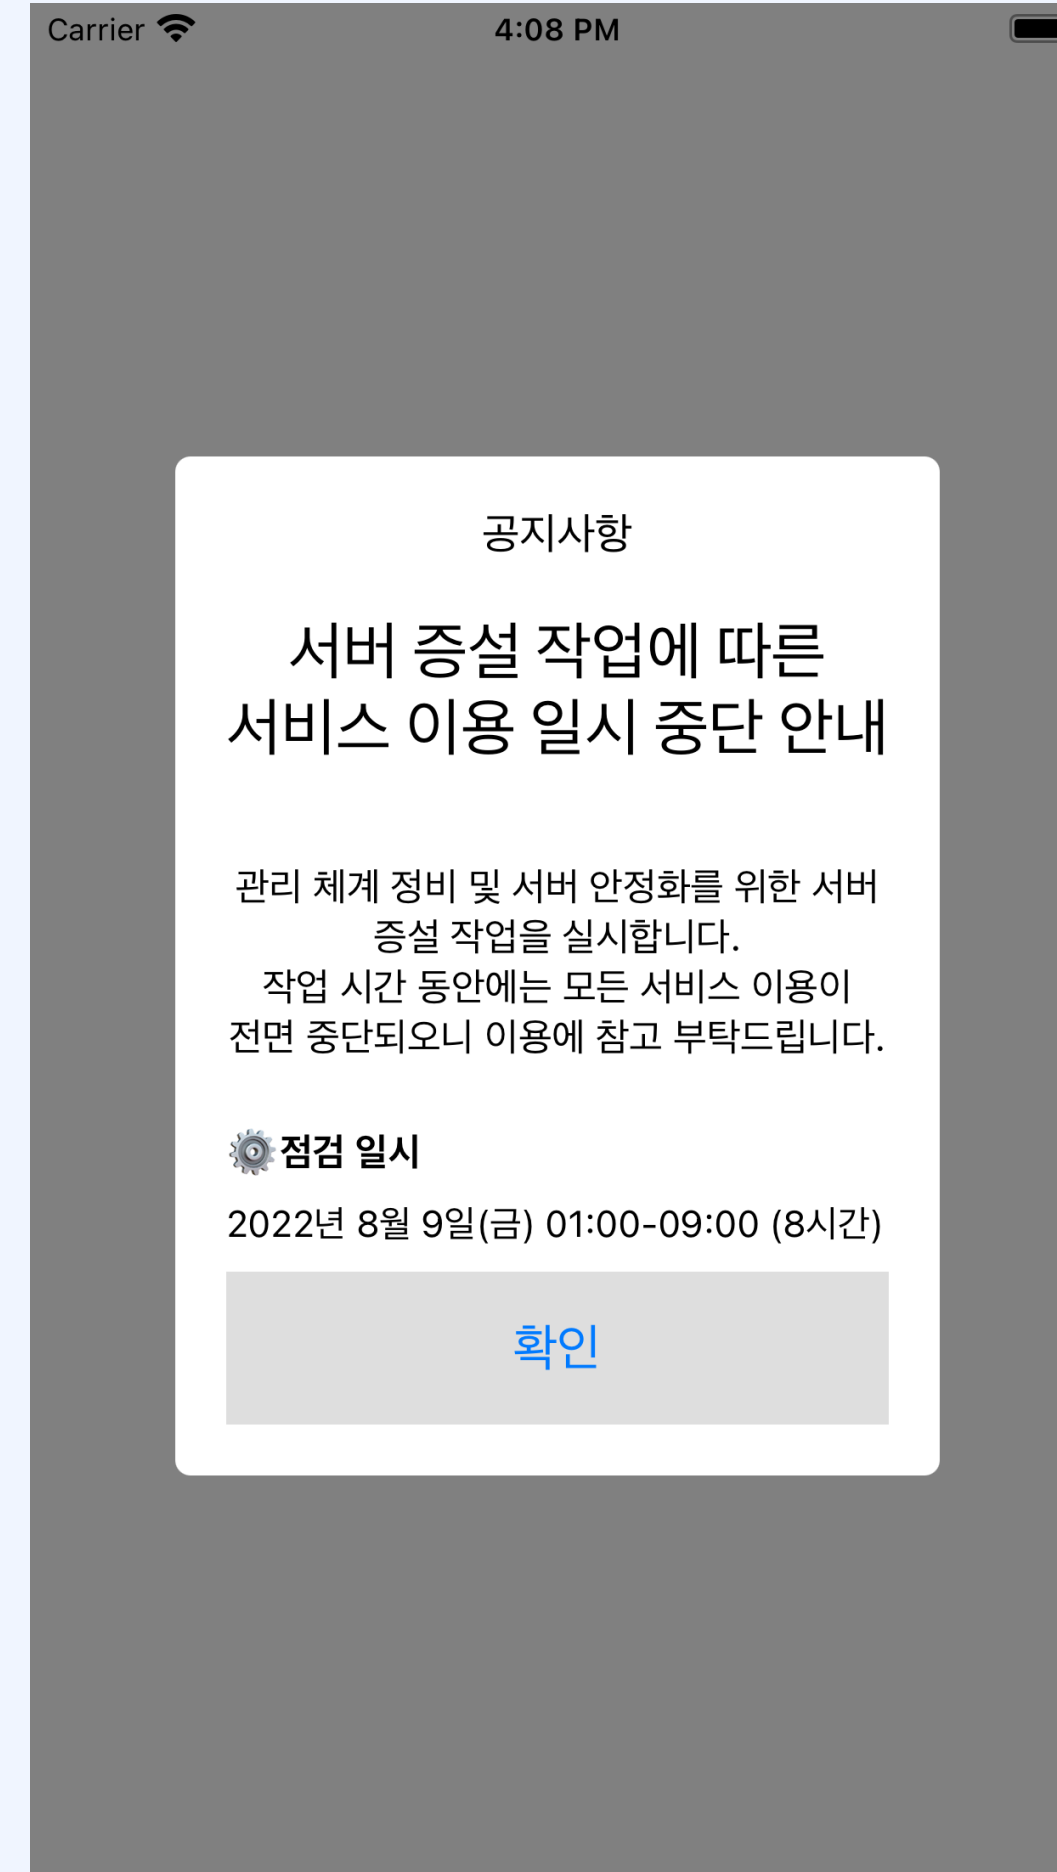 Carrier
4:08 PM
공지사항
서버 증설 작업에 따른
서비스 이용 일시 중단 안내
관리 체계 정비 및 서버 안정화를 위한 서버
증설 작업을 실시합니다.
작업 시간 동안에는 모든 서비스 이용이
전면 중단되오니 이용에 참고 부탁드립니다.
⚙️점검 일시
2022년 8월 9일(금) 01:00-09:00 (8시간)
확인